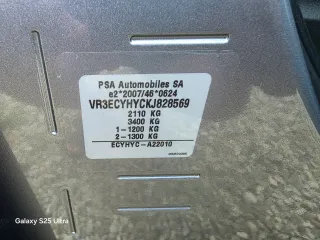 PSA Automobiles SA
e2*2007/46*0624
VR3ECYHYCKJ828569
2110 KG
3400 KG
1-1200 KG
2-1300 KG
ECYHYC-A22010
Galaxy S25 Ultra